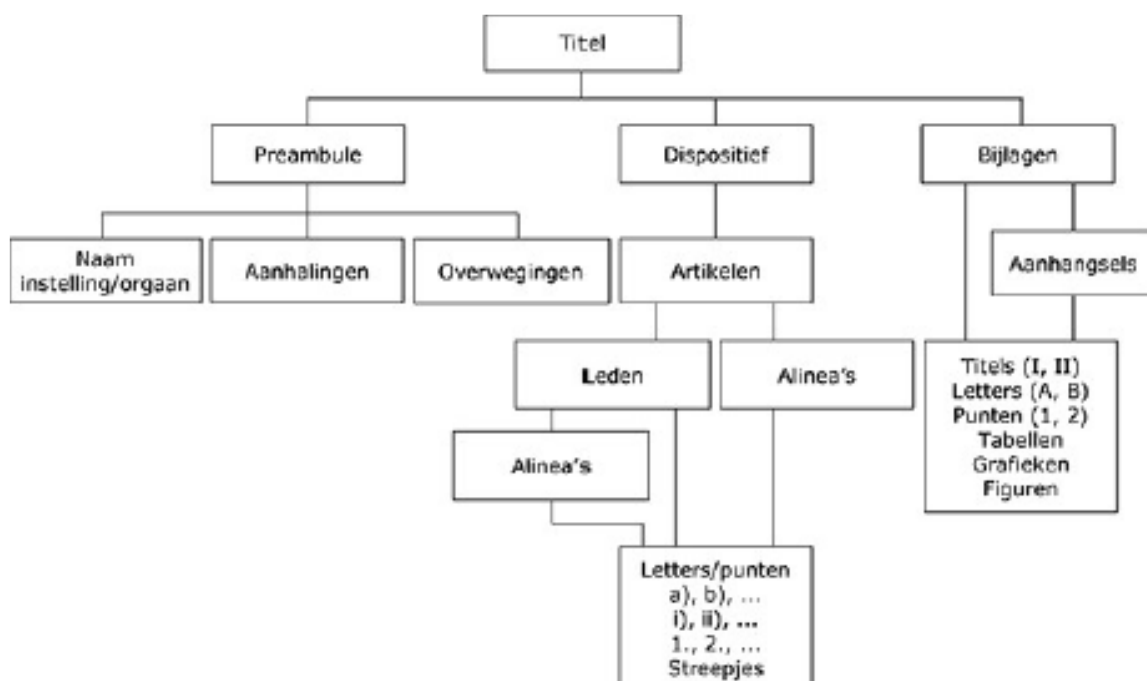 Titel
Preambule
Dispositief
Bijlagen
Naam
instelling/orgaan
Aanhalingen
Overwegingen
Artikelen
Aanhangsels
Leden
Alinea's
Titels (I, II)
Letters (A, B)
Punten (1, 2)
Tabellen
Grafieken
Figuren
Alinea's
Letters/punten
a), b), ...
i), ii), ...
1., 2., ...
Streepjes